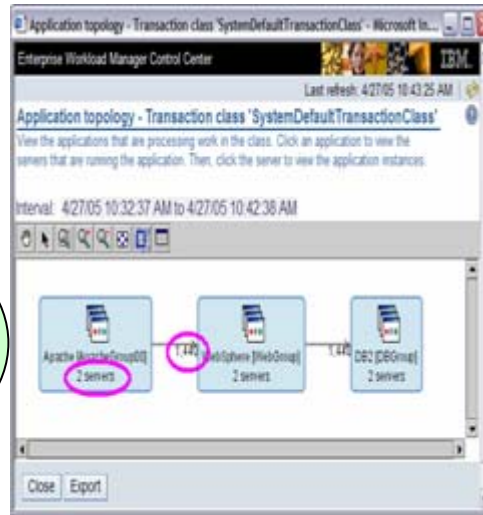 Application topology - Transaction class 'SystemDefaultTransactionClass' - Microsoft In...
Enterprise Workload Manager Control Center
IBM.
Last refresh: 4/27/05 10:43:25 AM
Application topology - Transaction class 'SystemDefaultTransactionClass'
View the applications that are processing work in the class. Click an application to view the
servers that are running the application. Then, click the server to view the application instances.
Interval: 4/27/05 10:32:37 AM to 4/27/05 10:42:38 AM
Apache
2 servers
WebSphere [WebGroup]
2 servers
DB2 [DBGroup]
2 servers
Close
Export